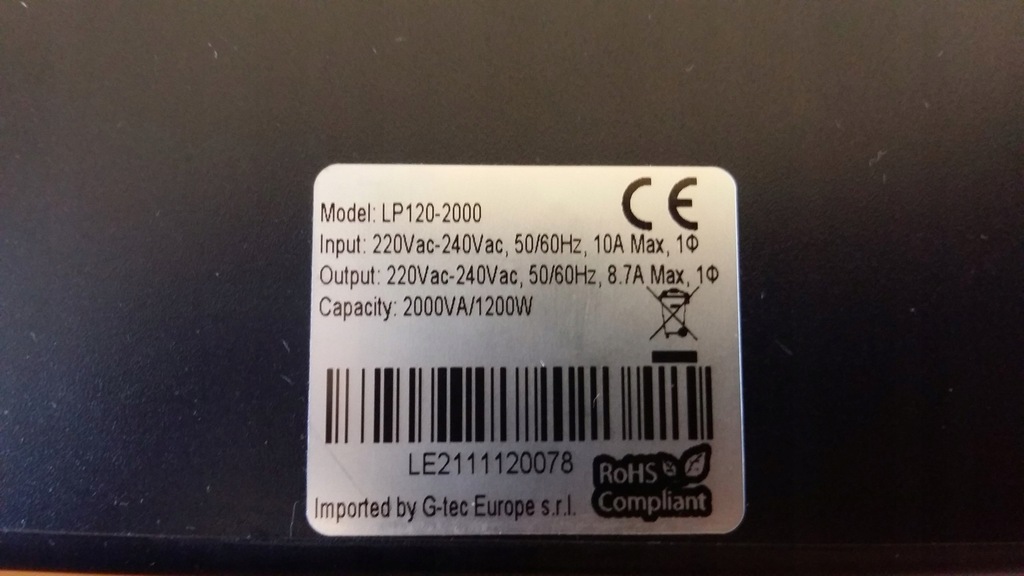 CE
Model: LP120-2000
Input: 220Vac-240Vac, 50/60Hz, 10A Max, 1Φ
Output: 220Vac-240Vac, 50/60Hz, 8.7A Max, 1Φ
Capacity: 2000VA/1200W
LE2111120078
RoHS
Compliant
Imported by G-tec Europe s.r.l.